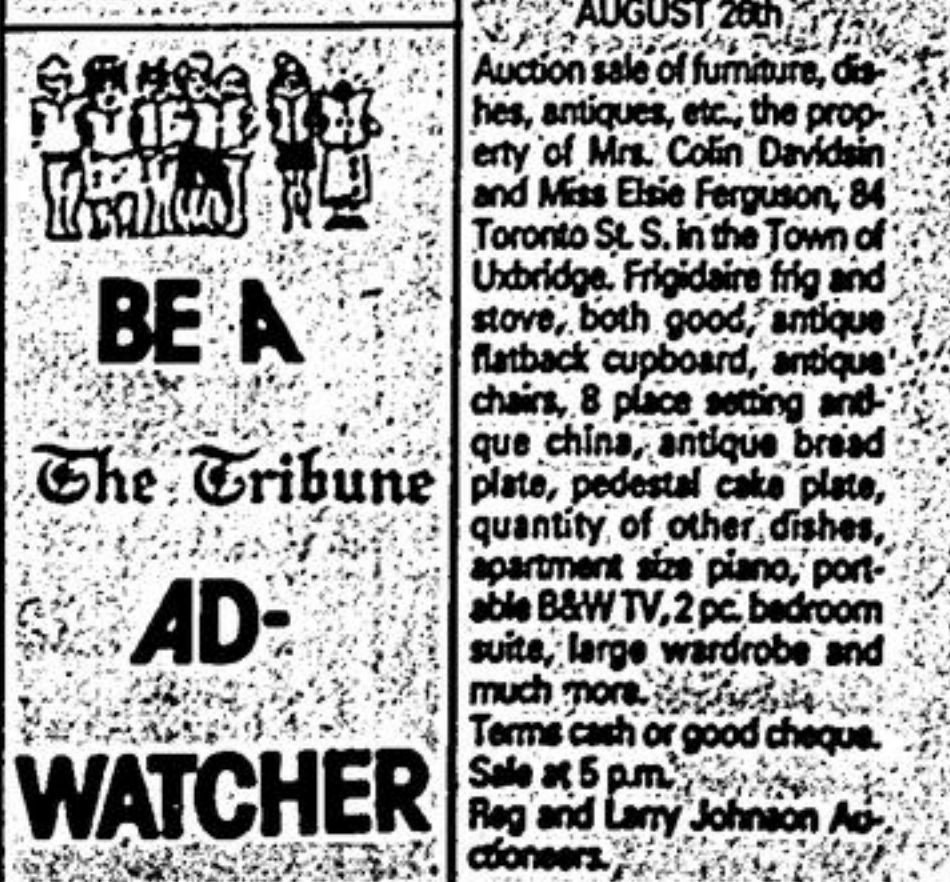 BE A
The Tribune
AD-
WATCHER
AUGUST 26th
Auction sale of furniture, dis-
hes, antiques, etc., the prop-
erty of Mrs. Colin Davidsin
and Miss Elsie Ferguson, 84
Toronto St. S. in the Town of
Uxbridge. Frigidaire frig and
stove, both good, antique
flatback cupboard, antique
chairs, 8 place setting anti-
que china, antique bread
plate, pedestal cake plate,
quantity of other dishes,
apartment size piano, port-
able B&W TV, 2 pc. bedroom
suite, large wardrobe and
much more.
Terms cash or good cheque.
Sale at 5 p.m.
Reg and Larry Johnson Au-
ctioneers.